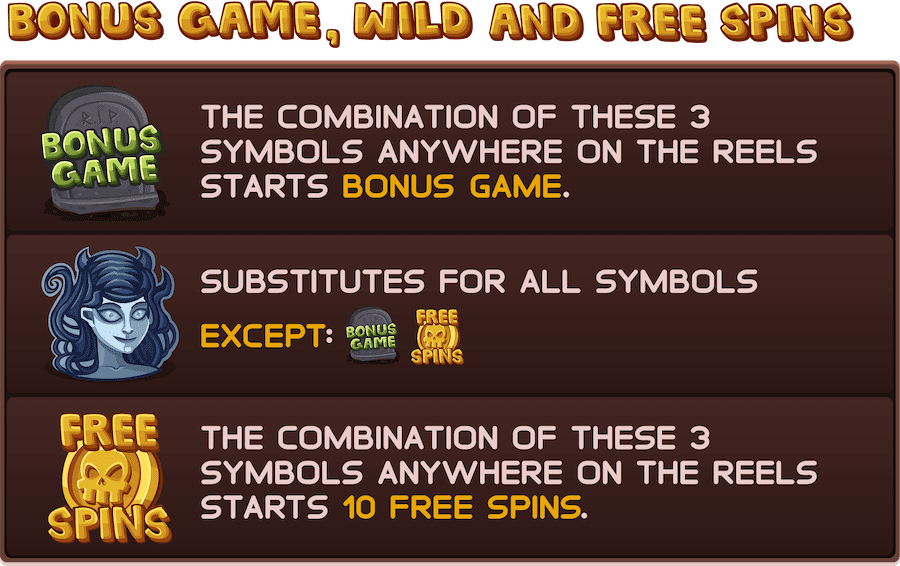 BONUS GAME, WILD AND FREE SPINS
R.I.P
BONUS
GAME
THE COMBINATION OF THESE 3
SYMBOLS ANYWHERE ON THE REELS
STARTS BONUS GAME.
SUBSTITUTES FOR ALL SYMBOLS
EXCEPT:
BONUS
GAME
FREE
SPINS
FREE
SPINS
THE COMBINATION OF THESE 3
SYMBOLS ANYWHERE ON THE REELS
STARTS 10 FREE SPINS.